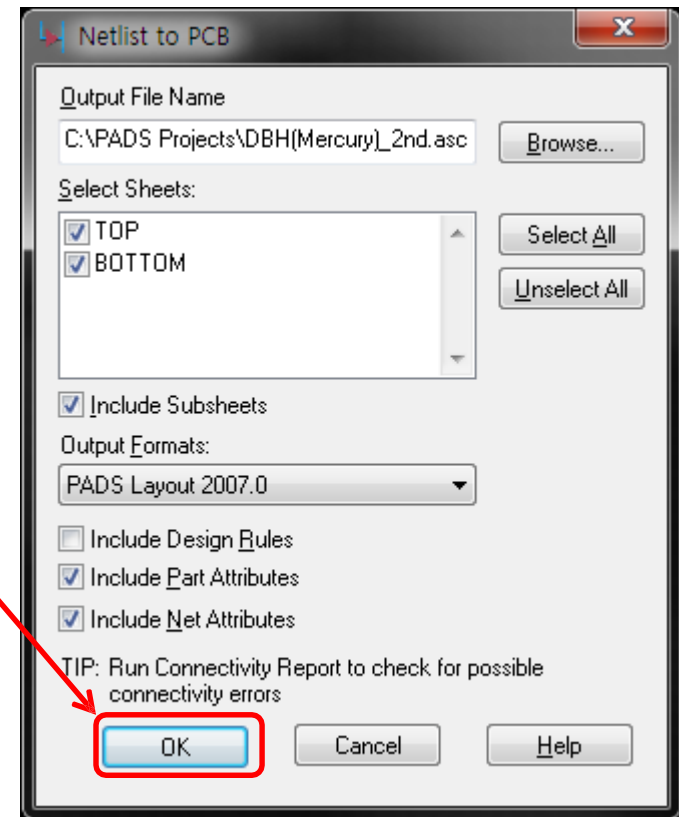 Netlist to PCB
Output File Name
C:\PADS Projects\DBH(Mercury)_2nd.asc
Browse...
Select Sheets:
TOP
BOTTOM
Select All
Unselect All
Include Subsheets
Output Formats:
PADS Layout 2007.0
Include Design Rules
Include Part Attributes
Include Net Attributes
TIP: Run Connectivity Report to check for possible
connectivity errors
OK Cancel Help